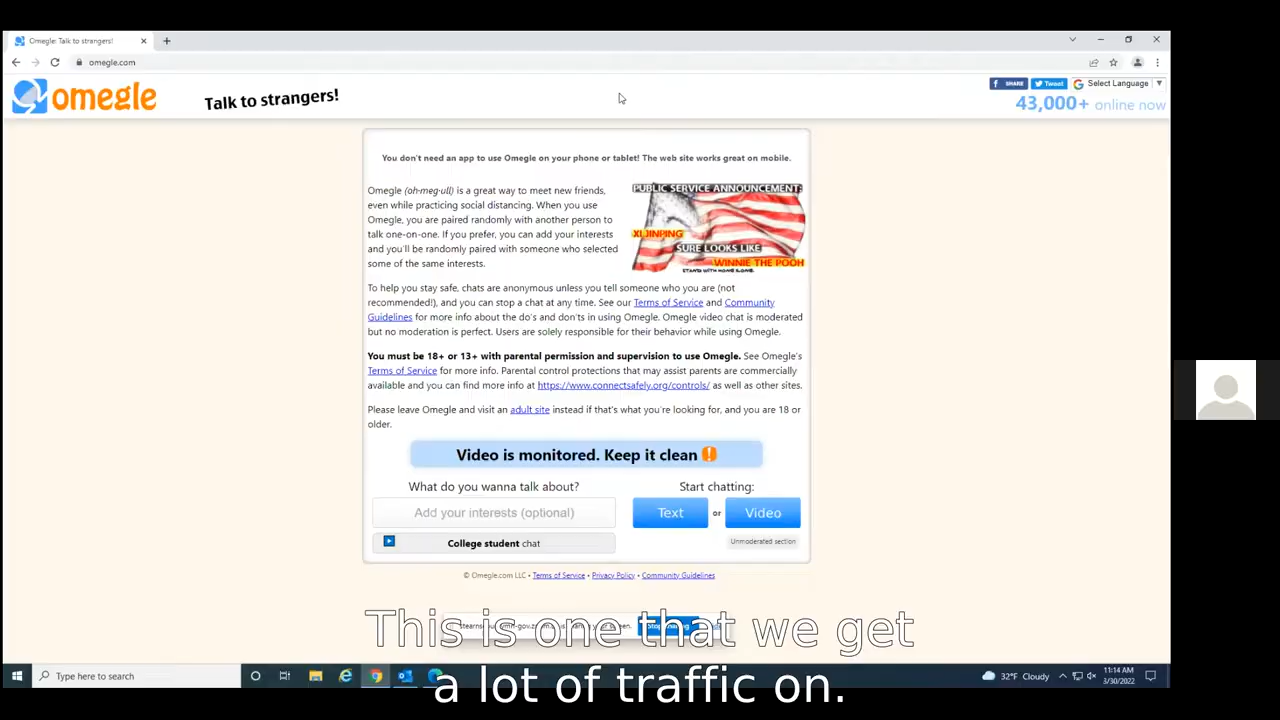 Omegle: Talk to strangers!
omegle.com
omegle
Talk to strangers!
SHARE
Tweet
Select Language
43,000+ online now
You don't need an app to use Omegle on your phone or tablet! The web site works great on mobile.
Omegle (oh·meg·ull) is a great way to meet new friends,
even while practicing social distancing. When you use
Omegle, you are paired randomly with another person to
talk one-on-one. If you prefer, you can add your interests
and you'll be randomly paired with someone who selected
some of the same interests.
PUBLIC SERVICE ANNOUNCEMENT:
XI JINPING
SURE LOOKS LIKE
WINNIE THE POOH
To help you stay safe, chats are anonymous unless you tell someone who you are (not
recommended!), and you can stop a chat at any time. See our Terms of Service and Community
Guidelines for more info about the do's and don'ts in using Omegle. Omegle video chat is moderated
but no moderation is perfect. Users are solely responsible for their behavior while using Omegle.
You must be 18+ or 13+ with parental permission and supervision to use Omegle. See Omegle's
Terms of Service for more info. Parental control protections that may assist parents are commercially
available and you can find more info at https://www.connectsafely.org/controls/ as well as other sites.
Please leave Omegle and visit an adult site instead if that's what you're looking for, and you are 18 or
older.
Video is monitored. Keep it clean
What do you wanna talk about?
Start chatting:
Add your interests (optional)
Text or Video
College student chat
Unmoderated section
© Omegle.com LLC • Terms of Service • Privacy Policy • Community Guidelines
This is one that we get
a lot of traffic on.
Type here to search
32°F Cloudy
11:14 AM
3/30/2022